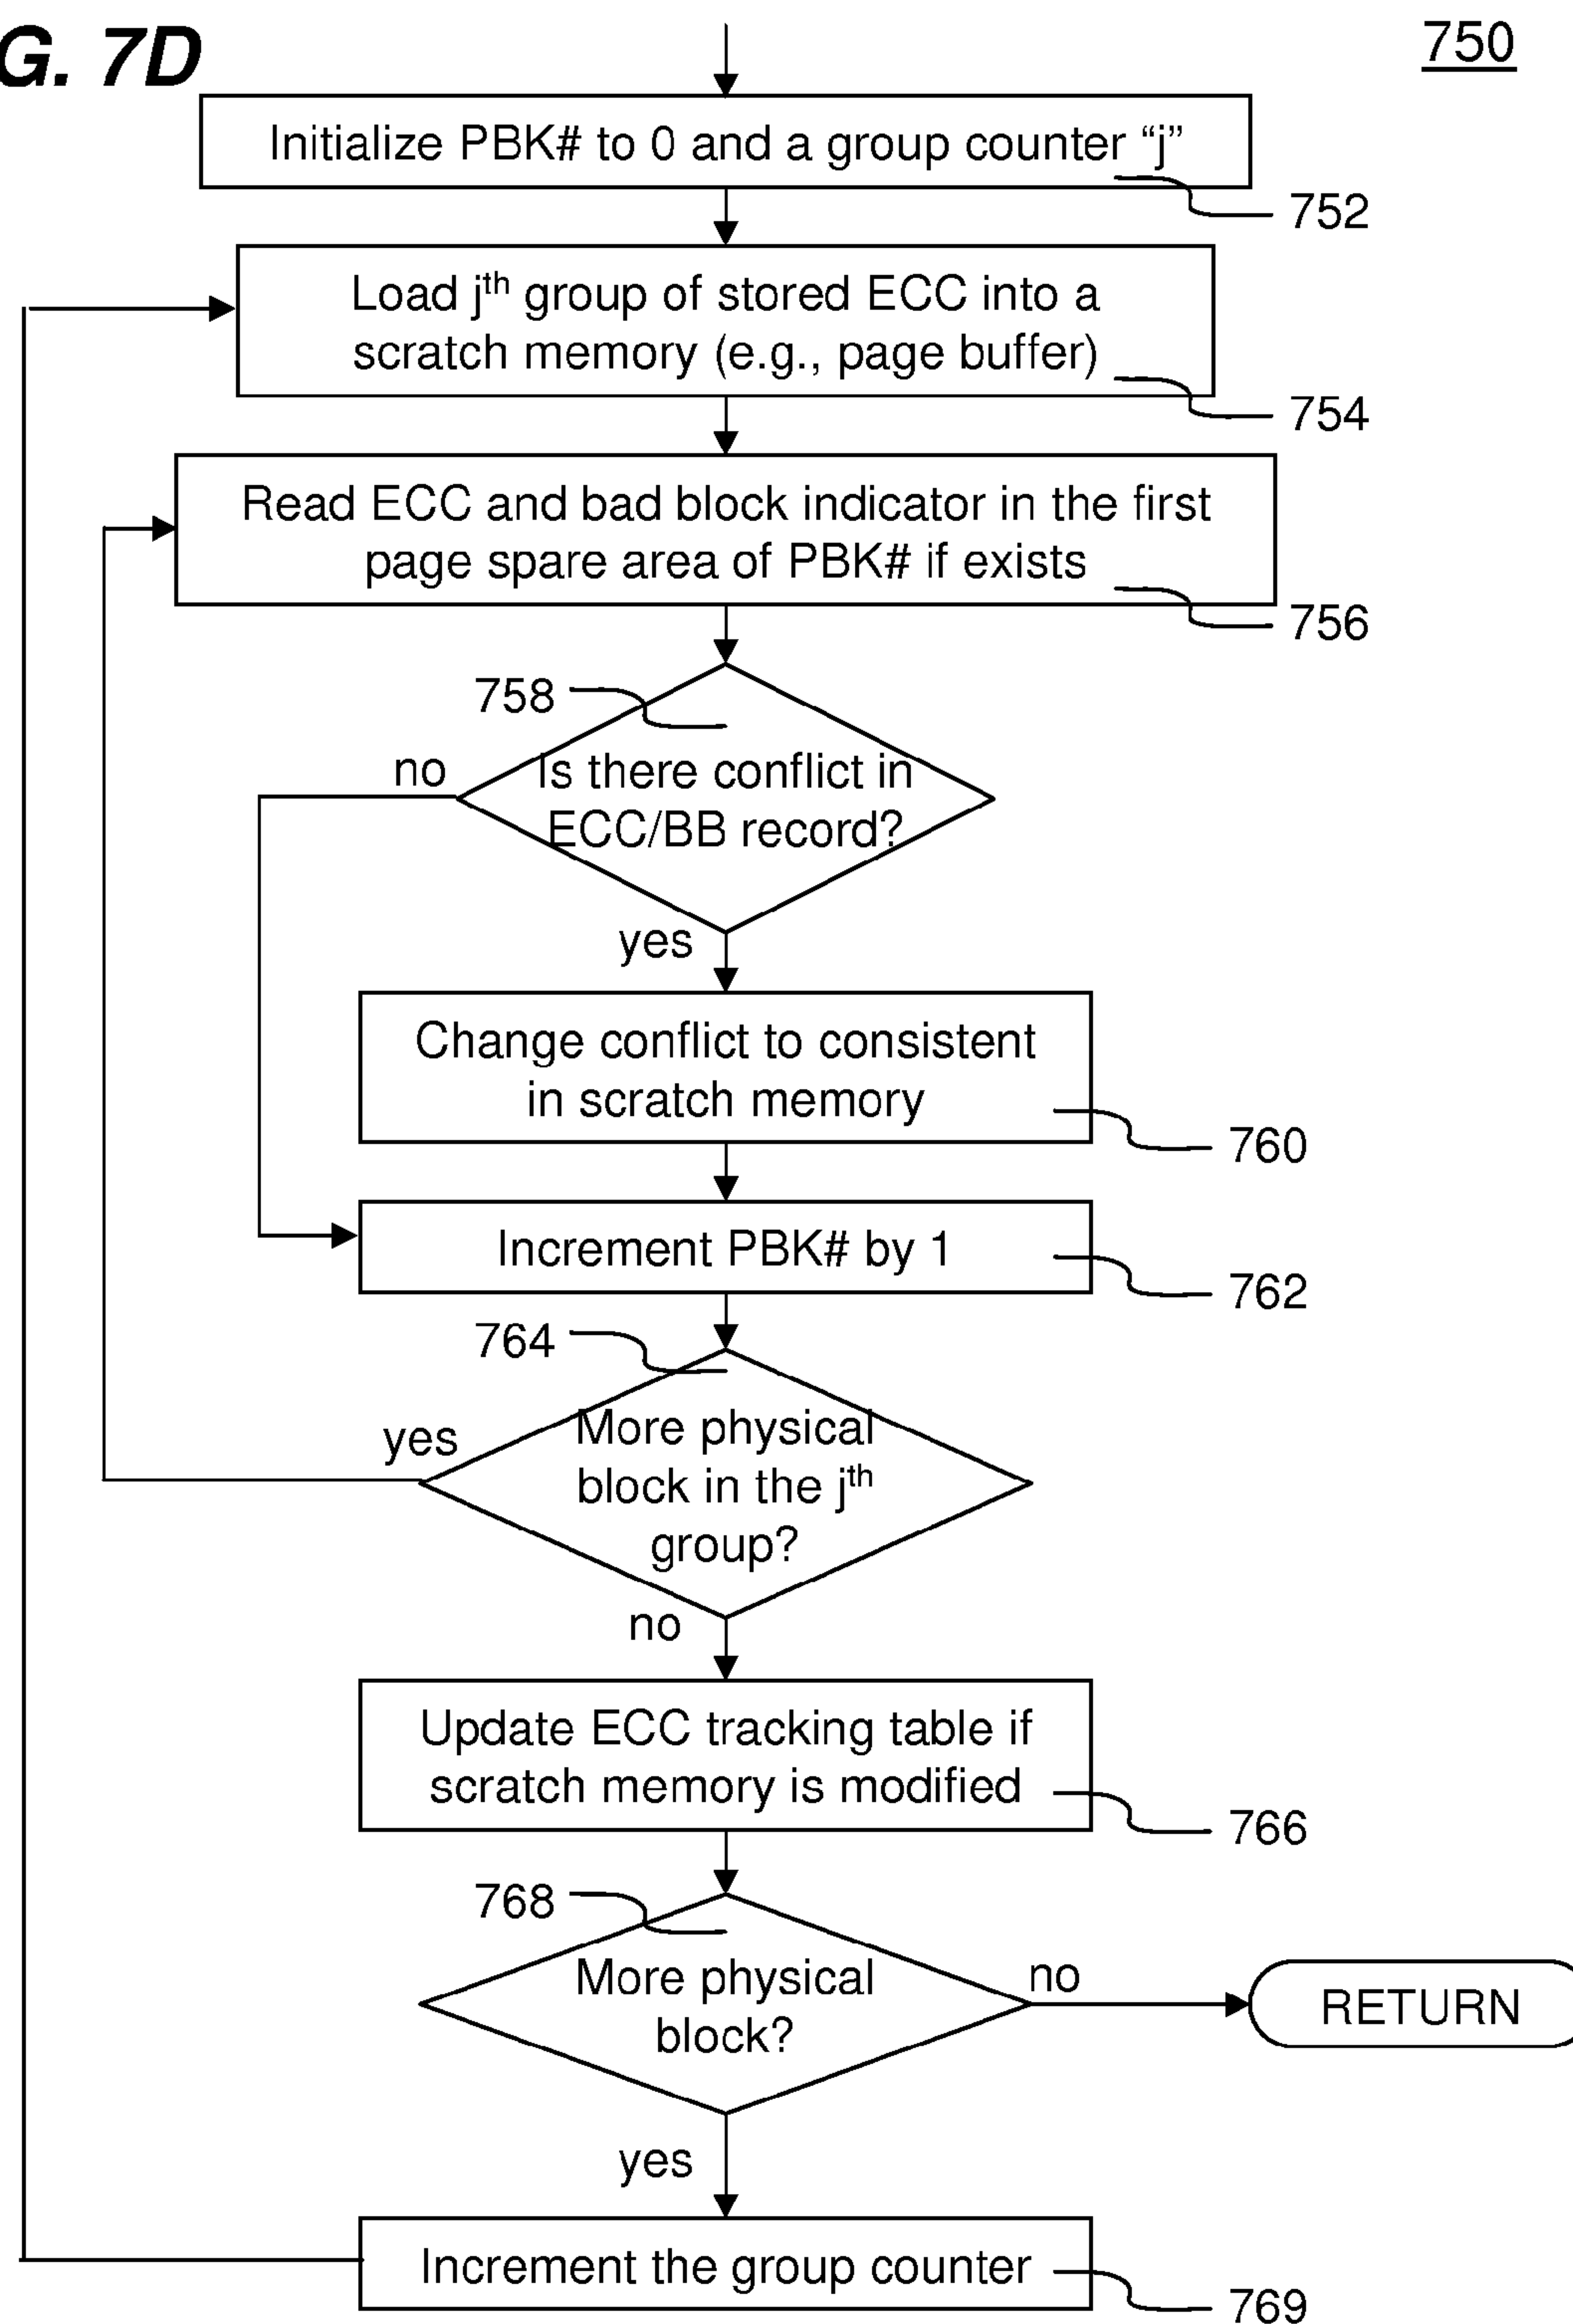 G. 7D
750
Initialize PBK# to 0 and a group counter “j”
752
Load jth group of stored ECC into a
scratch memory (e.g., page buffer)
754
Read ECC and bad block indicator in the first
page spare area of PBK# if exists
756
758
no
Is there conflict in
ECC/BB record?
yes
Change conflict to consistent
in scratch memory
760
Increment PBK# by 1
762
764
yes
More physical
block in the jth
group?
no
Update ECC tracking table if
scratch memory is modified
766
768
More physical
block?
no
RETURN
yes
Increment the group counter
769